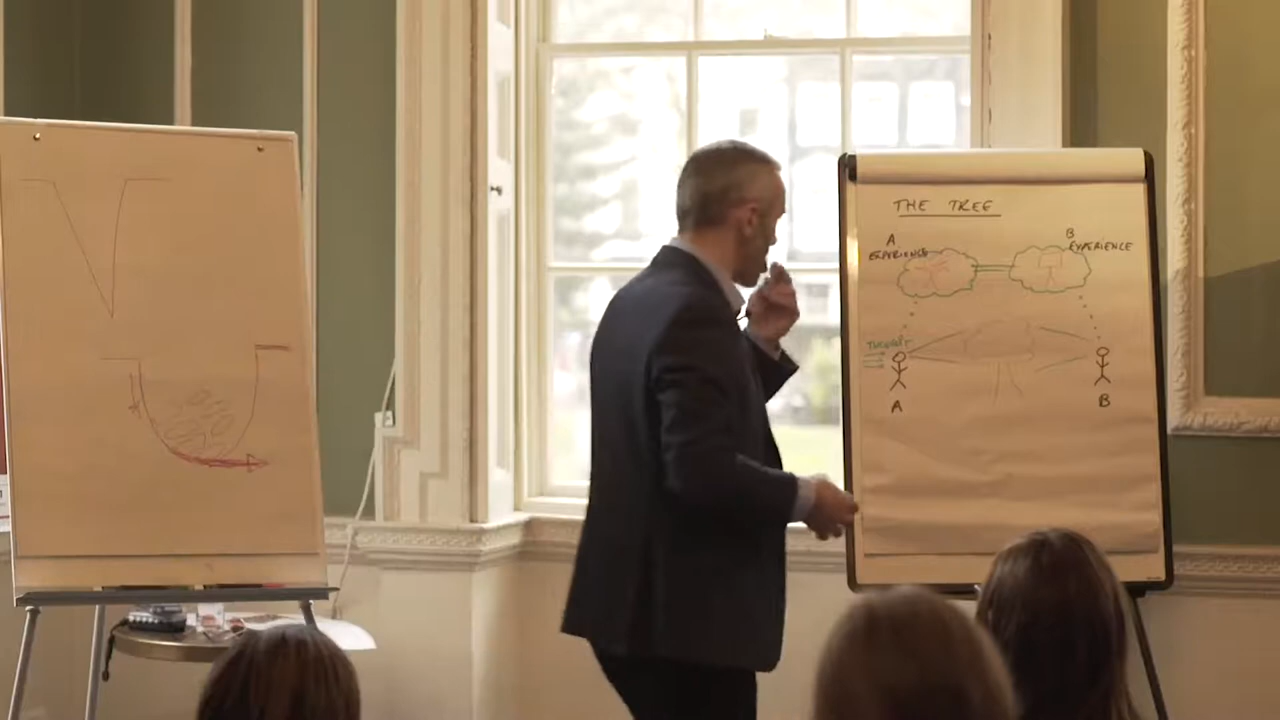 THE TREE
A
EXPERIENCE
B
EXPERIENCE
THOUGHT
A
B